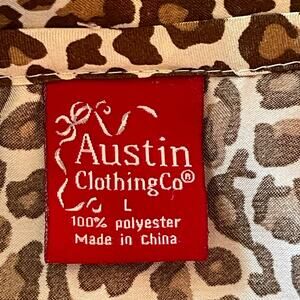 Austin
ClothingCo®
L
100% polyester
Made in China